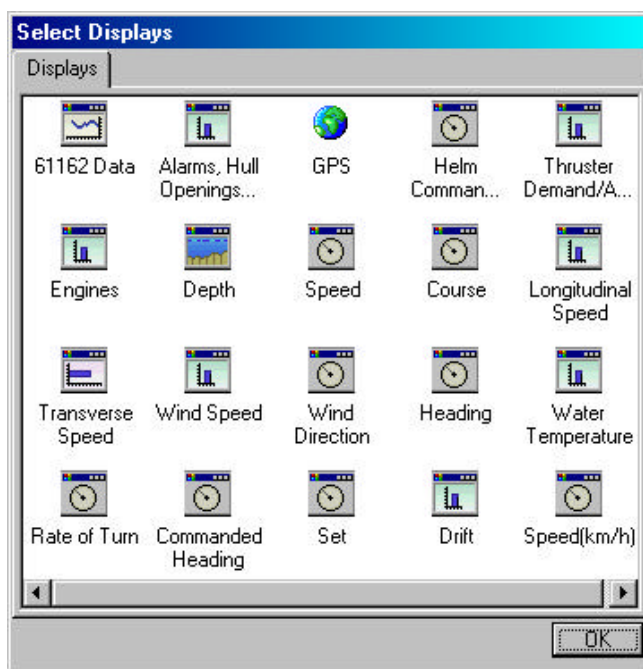 Select Displays
Displays
61162 Data
Alarms, Hull
Openings...
GPS
Helm
Comman...
Thruster
Demand/A...
Engines
Depth
Speed
Course
Longitudinal
Speed
Transverse
Speed
Wind Speed
Wind
Direction
Heading
Water
Temperature
Rate of Turn
Commanded
Heading
Set
Drift
Speed(km/h)
OK